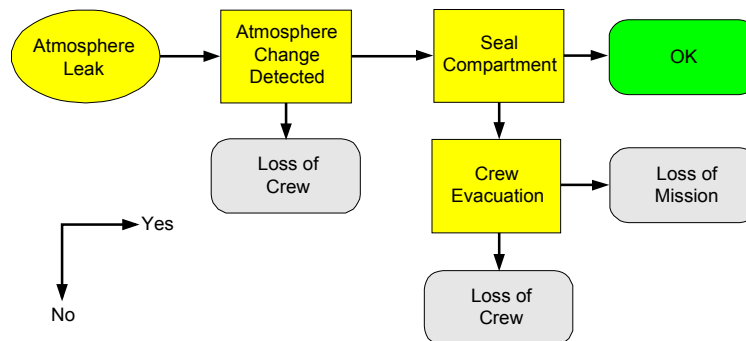 Atmosphere
Leak
Atmosphere
Change
Detected
Seal
Compartment
OK
Loss of
Crew
Crew
Evacuation
Loss of
Mission
Yes
No
Loss of
Crew